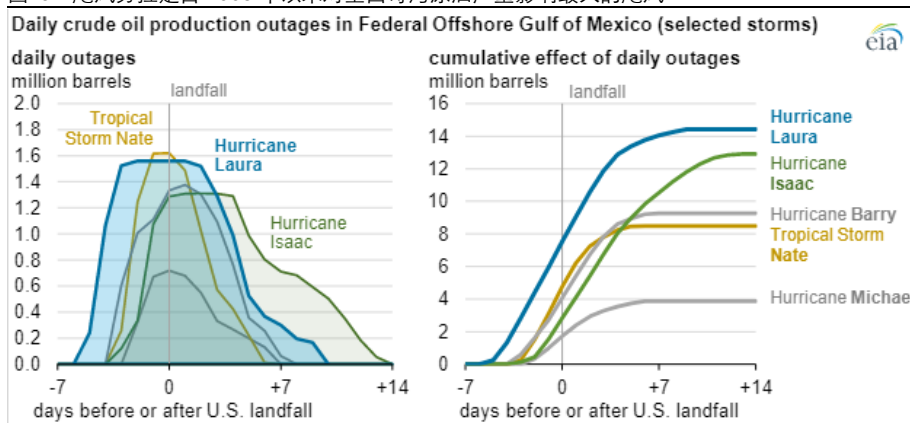 Daily crude oil production outages in Federal Offshore Gulf of Mexico (selected storms)
eia
daily outages
million barrels
landfall
2.0
1.8
1.6
1.4
1.2
1.0
0.8
0.6
0.4
0.2
0.0
Tropical
Storm Nate
Hurricane
Laura
Hurricane
Isaac
-7
0
+7
+14
days before or after U.S. landfall
cumulative effect of daily outages
million barrels
landfall
16
14
12
10
8
6
4
2
0
Hurricane
Laura
Hurricane
Isaac
Hurricane Barry
Tropical Storm
Nate
Hurricane Michae
-7
0
+7
+14
days before or after U.S. landfall